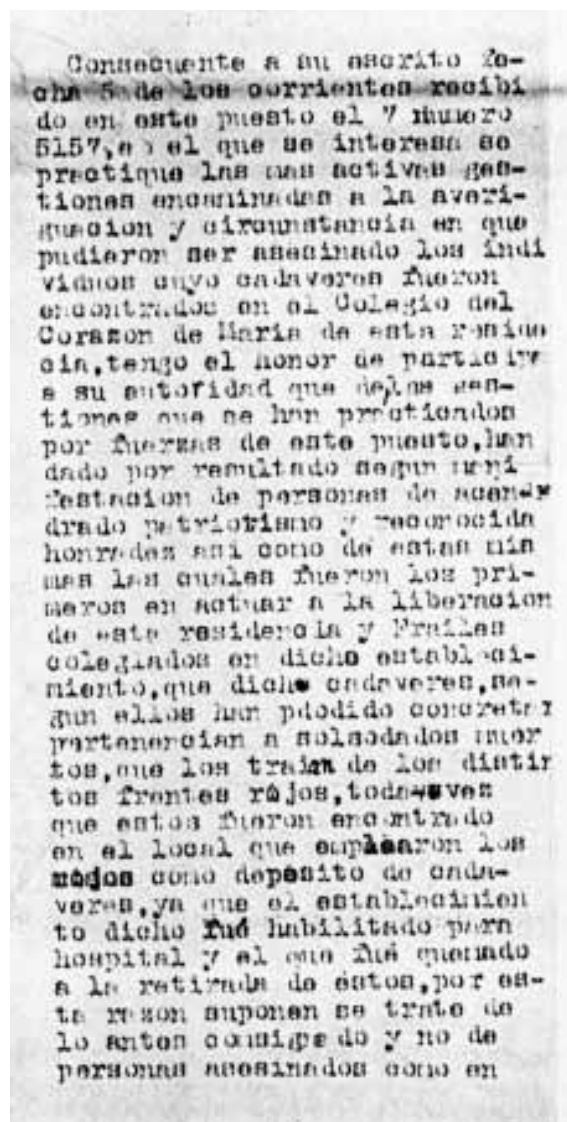 Consecuente a su escrito fe-
cha 5 de los corrientes recibi
do en este puesto el 7 numero
5157, en el que se interesa se
practique las mas activas ges-
tiones encaminadas a la averi-
guacion y circunstancia en que
pudieron ser asesinado los indi
viduos cuyo cadaveres fueron
encontrados en el Colegio del
Corazon de Maria de esta residen
cia, tengo el honor de participar
a su autofidad que delas ges-
tiones que se han practicados
por fuerzas de este puesto, han
dado por resultado segun mani
festacion de personas de acen
drado patriotismo y reconocida
honradez asi como de estas mis
mas las cuales fueron los pri-
meros en actuar a la liberacion
de esta residencia y Frailes
colegiados en dicho estableci-
miento, que dicho cadaveres, se-
gun ellos han podido concretar
pertenercian a solsodados muer
tos, que los traian de los distin
tos frentes rojos, toda vez
que estos fueron encontrado
en el local que emplearon los
rojos como deposito de cada-
veres, ya que el establecimien
to dicho fué habilitado para
hospital y el que fué quemado
a la retirada de éstos, por es-
ta razon suponen se trate de
lo antes consignado y no de
personas asesinados como en